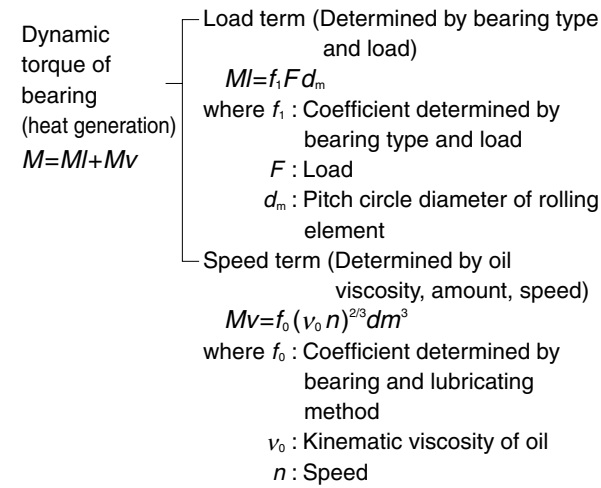 Dynamic
torque of
bearing
(heat generation)
M=Ml+Mv
Load term (Determined by bearing type
and load)
Ml=f₁Fdₘ
where f₁ : Coefficient determined by
bearing type and load
F : Load
dₘ : Pitch circle diameter of rolling
element
Speed term (Determined by oil
viscosity, amount, speed)
Mv=f₀(ν₀n)²ᐟ³dm³
where f₀ : Coefficient determined by
bearing and lubricating
method
ν₀ : Kinematic viscosity of oil
n : Speed